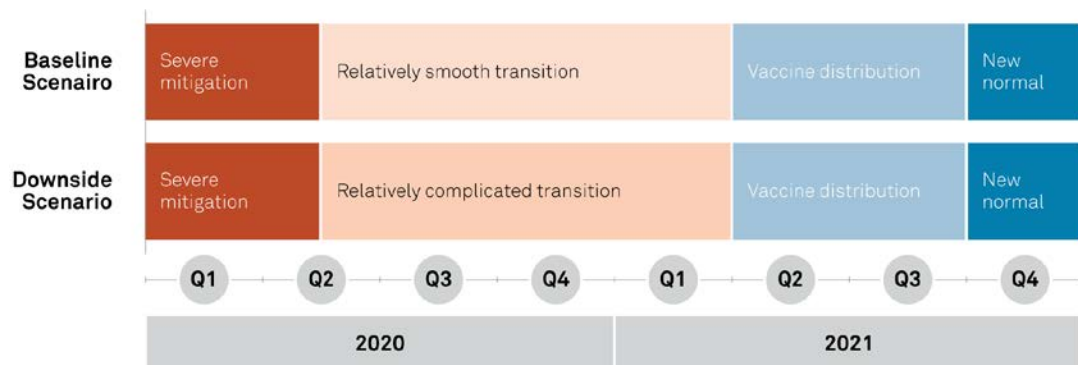 Baseline
Scenairo
Severe
mitigation
Relatively smooth transition
Vaccine distribution
New
normal
Downside
Scenario
Severe
mitigation
Relatively complicated transition
Vaccine distribution
New
normal
Q1 Q2 Q3 Q4 Q1 Q2 Q3 Q4
2020 2021